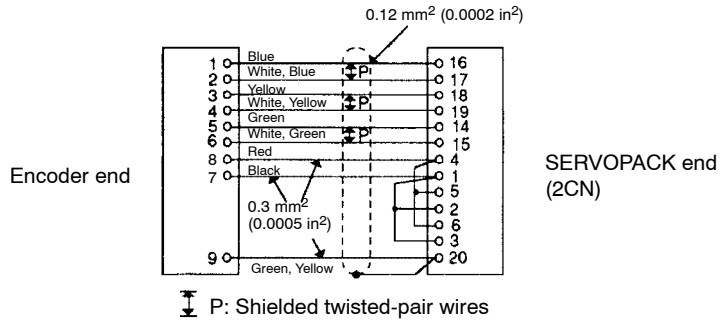 0.12 mm² (0.0002 in²)
1 Blue 16
2 White, Blue P 17
3 Yellow 18
4 White, Yellow P 19
5 Green 14
6 White, Green P 15
8 Red 4
7 Black 1
5
2
6
3
9 Green, Yellow 20
0.3 mm²
(0.0005 in²)
Encoder end
SERVOPACK end
(2CN)
P: Shielded twisted-pair wires